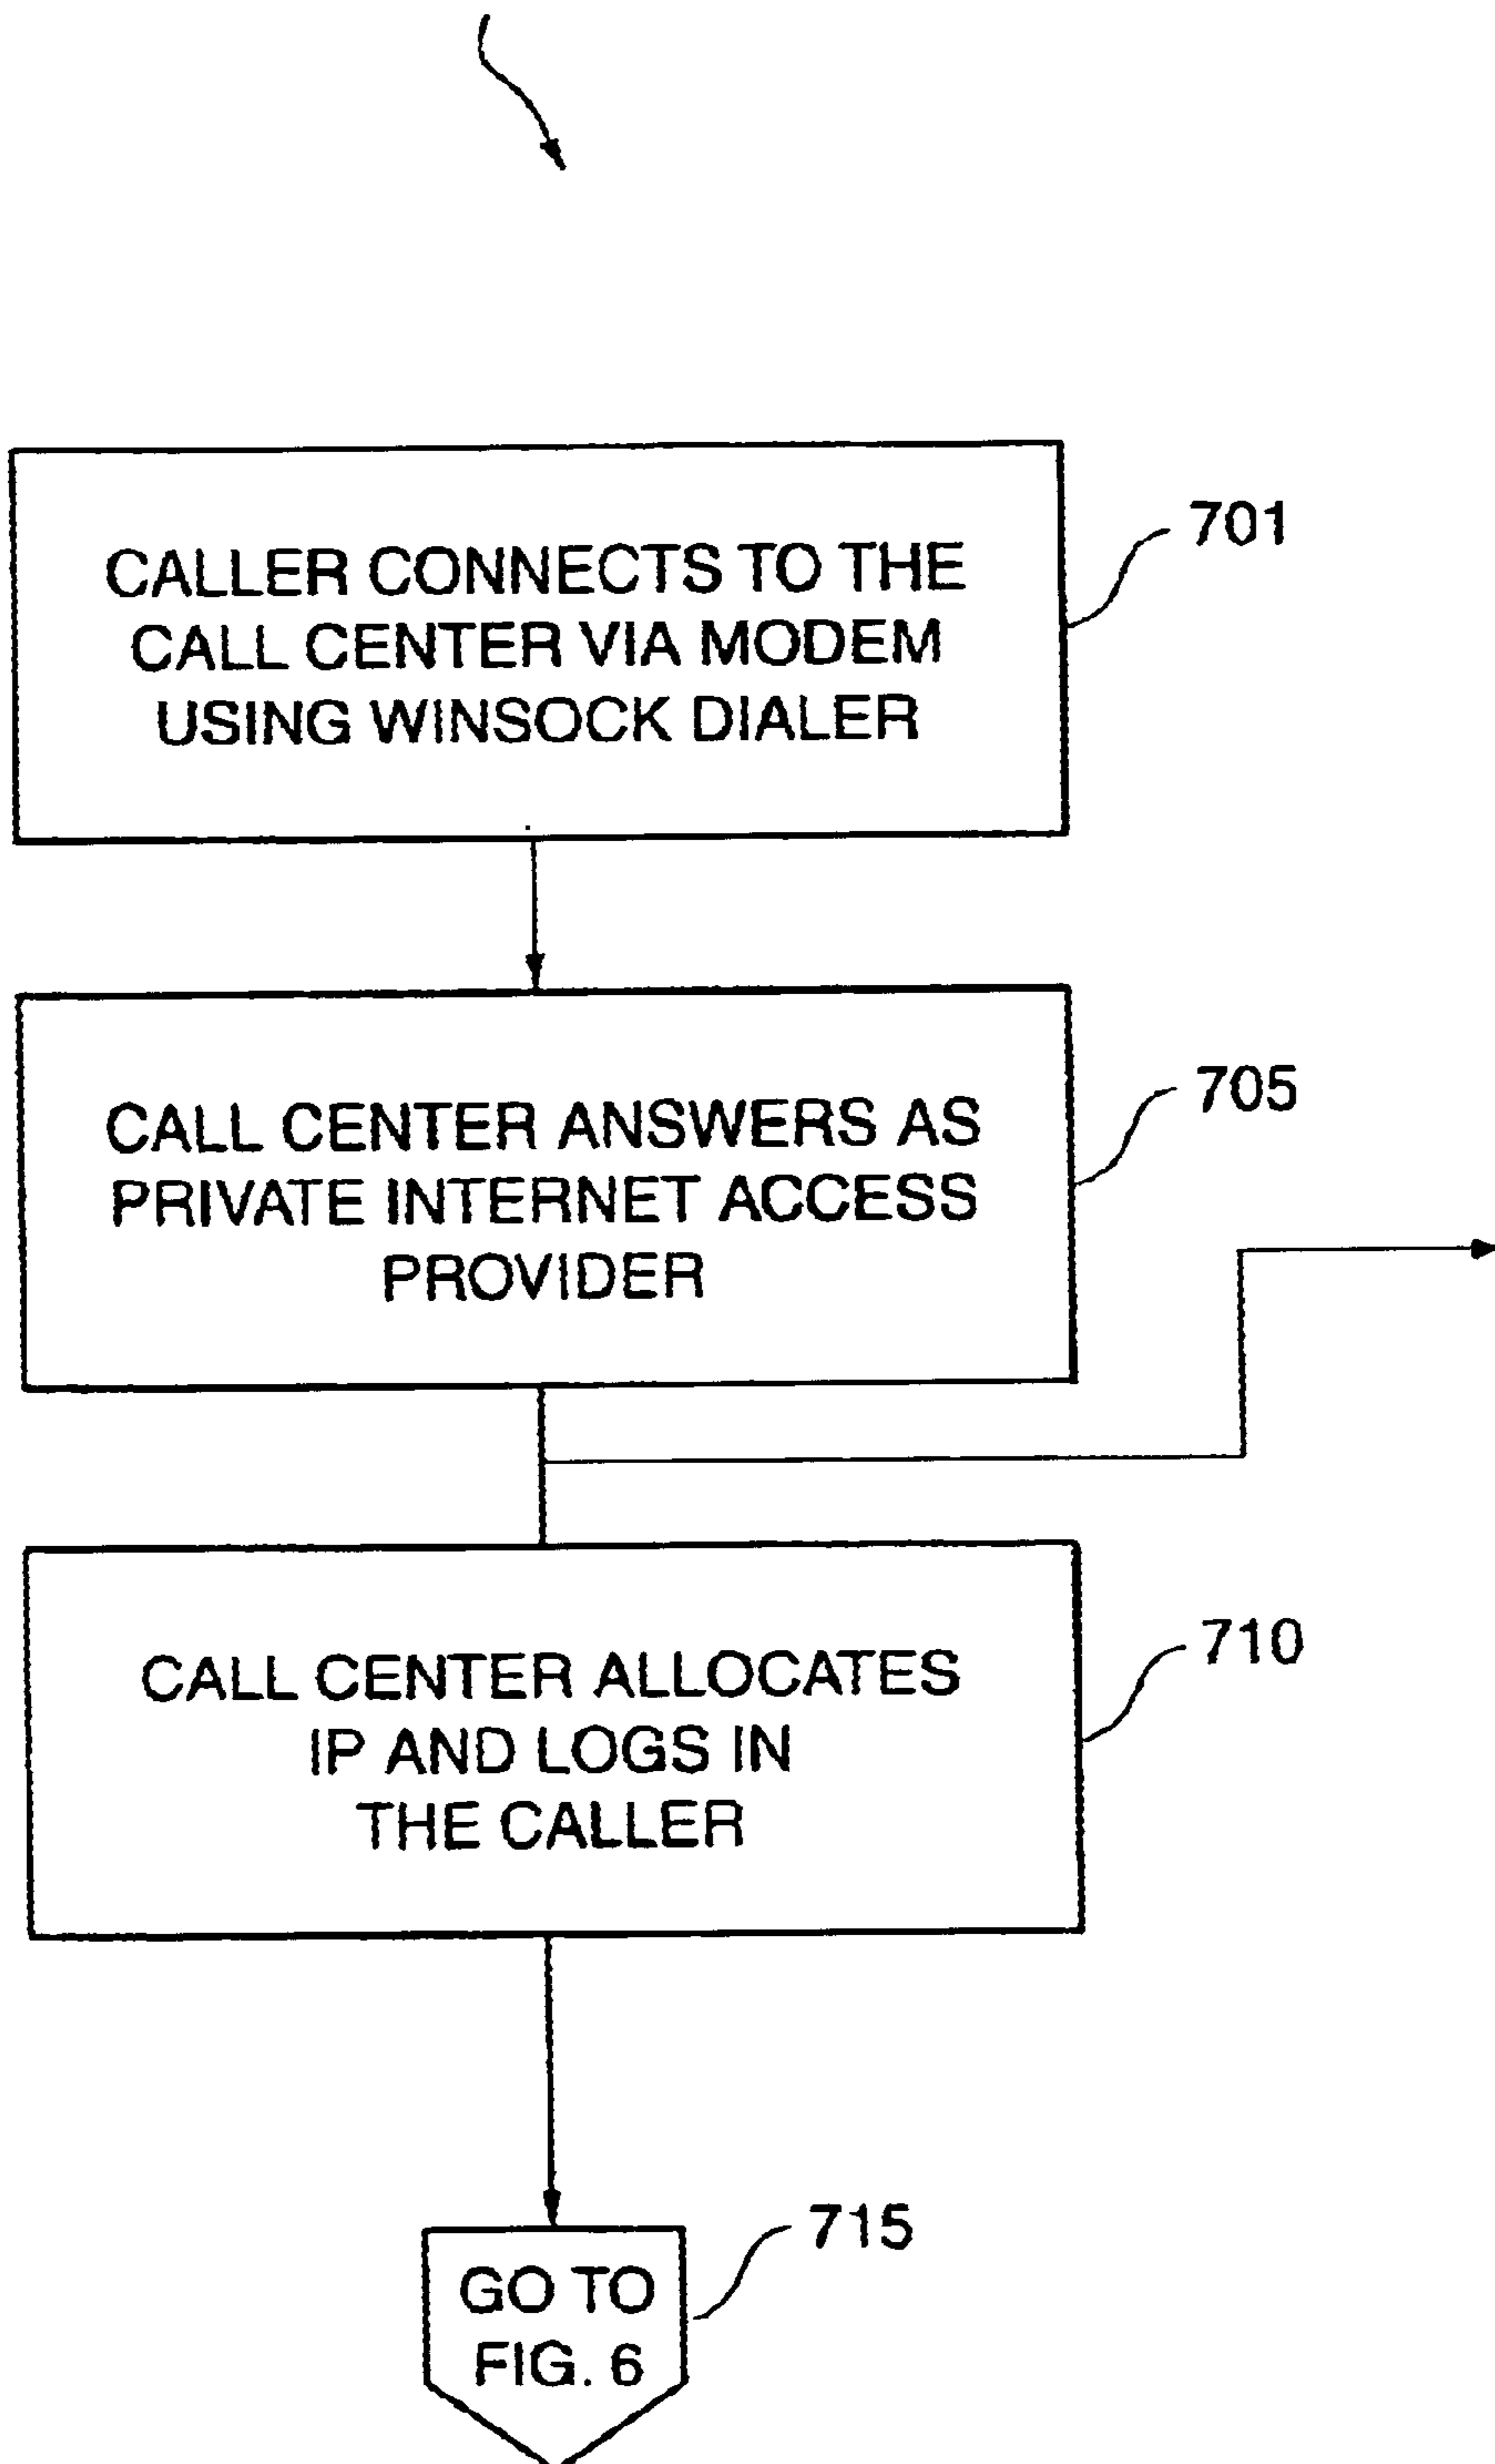 CALLER CONNECTS TO THE
CALL CENTER VIA MODEM
USING WINSOCK DIALER
701
CALL CENTER ANSWERS AS
PRIVATE INTERNET ACCESS
PROVIDER
705
CALL CENTER ALLOCATES
IP AND LOGS IN
THE CALLER
710
GO TO
FIG. 6
715